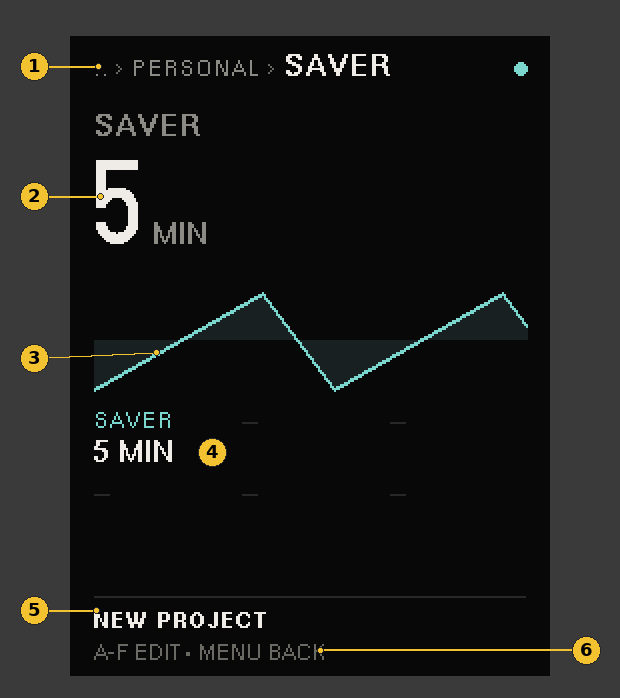 1 .. > PERSONAL > SAVER
SAVER
2 5 MIN
3
SAVER
5 MIN 4
5 NEW PROJECT
A-F EDIT · MENU BACK 6